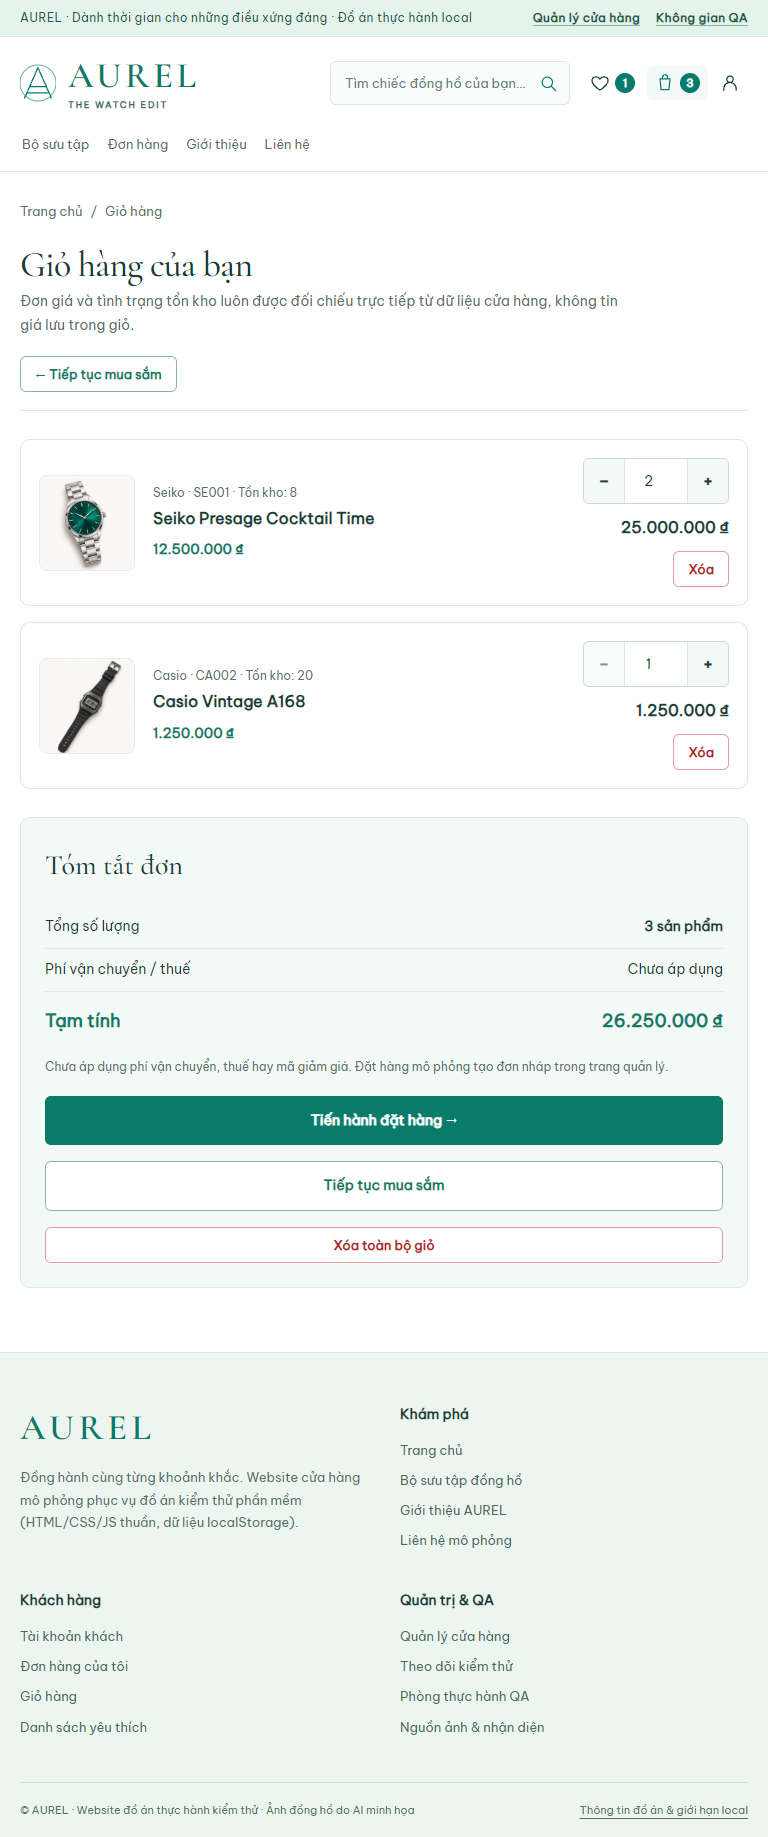 AUREL · Dành thời gian cho những điều xứng đáng · Đồ án thực hành local
Quản lý cửa hàng
Không gian QA
AUREL
THE WATCH EDIT
Tìm chiếc đồng hồ của bạn...
1
3
Bộ sưu tập
Đơn hàng
Giới thiệu
Liên hệ
Trang chủ / Giỏ hàng
Giỏ hàng của bạn
Đơn giá và tình trạng tồn kho luôn được đối chiếu trực tiếp từ dữ liệu cửa hàng, không tin
giá lưu trong giỏ.
← Tiếp tục mua sắm
Seiko · SE001 · Tồn kho: 8
Seiko Presage Cocktail Time
12.500.000 ₫
− 2 +
25.000.000 ₫
Xóa
Casio · CA002 · Tồn kho: 20
Casio Vintage A168
1.250.000 ₫
− 1 +
1.250.000 ₫
Xóa
Tóm tắt đơn
Tổng số lượng
3 sản phẩm
Phí vận chuyển / thuế
Chưa áp dụng
Tạm tính
26.250.000 ₫
Chưa áp dụng phí vận chuyển, thuế hay mã giảm giá. Đặt hàng mô phỏng tạo đơn nháp trong trang quản lý.
Tiến hành đặt hàng →
Tiếp tục mua sắm
Xóa toàn bộ giỏ
AUREL
Đồng hành cùng từng khoảnh khắc. Website cửa hàng
mô phỏng phục vụ đồ án kiểm thử phần mềm
(HTML/CSS/JS thuần, dữ liệu localStorage).
Khám phá
Trang chủ
Bộ sưu tập đồng hồ
Giới thiệu AUREL
Liên hệ mô phỏng
Khách hàng
Tài khoản khách
Đơn hàng của tôi
Giỏ hàng
Danh sách yêu thích
Quản trị & QA
Quản lý cửa hàng
Theo dõi kiểm thử
Phòng thực hành QA
Nguồn ảnh & nhận diện
© AUREL · Website đồ án thực hành kiểm thử · Ảnh đồng hồ do AI minh họa
Thông tin đồ án & giới hạn local